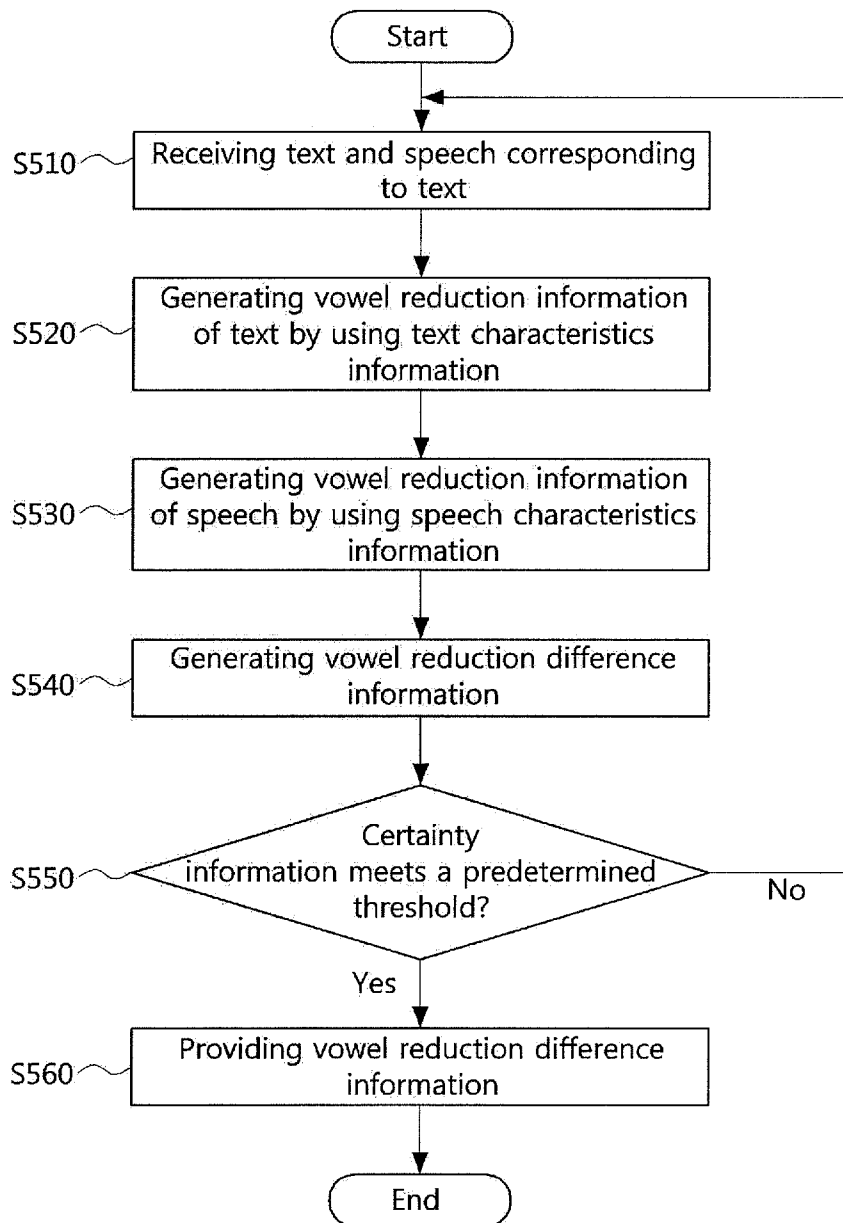 Start
S510
Receiving text and speech corresponding
to text
S520
Generating vowel reduction information
of text by using text characteristics
information
S530
Generating vowel reduction information
of speech by using speech characteristics
information
S540
Generating vowel reduction difference
information
S550
Certainty
information meets a predetermined
threshold?
No
Yes
S560
Providing vowel reduction difference
information
End